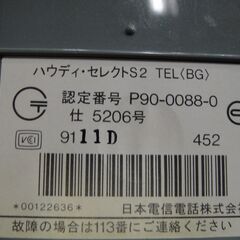 ハウディ・セレクトS2 TEL〈BG〉
認定番号 P90-0088-0
仕 5206号
VCCI
9111D 452
*00122636* 日本電信電話株式会
故障の場合は113番にご連絡ください